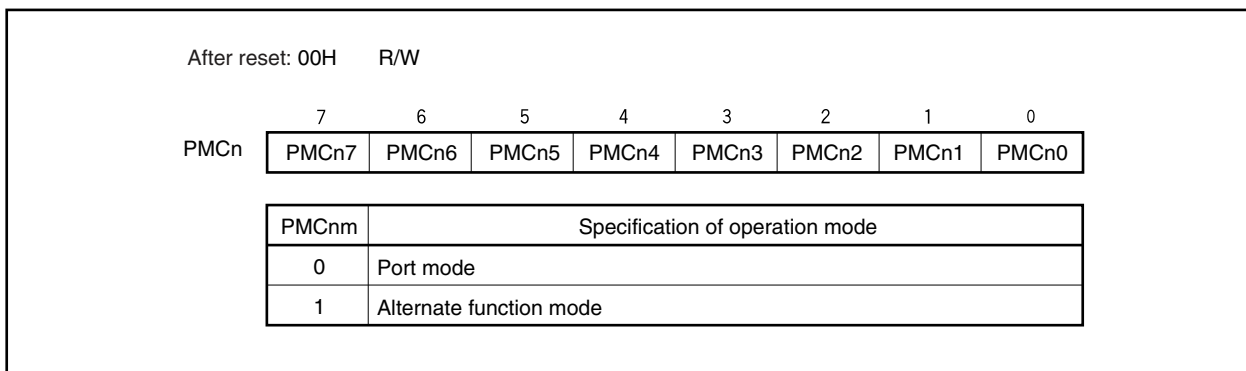 After reset: 00H R/W
7 6 5 4 3 2 1 0
PMCn PMCn7 PMCn6 PMCn5 PMCn4 PMCn3 PMCn2 PMCn1 PMCn0
PMCnm Specification of operation mode
0 Port mode
1 Alternate function mode